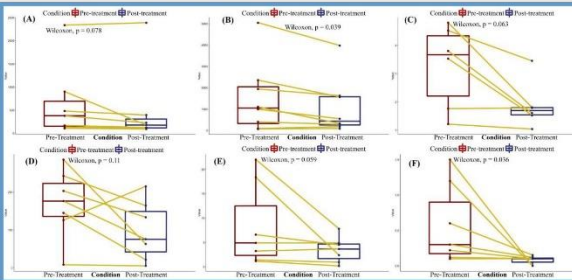 Condition Pre-treatment Post-treatment
(A)
Wilcoxon, p = 0.078
Pre-Treatment Condition Post-Treatment
Condition Pre-treatment Post-treatment
(B)
Wilcoxon, p = 0.039
Pre-Treatment Condition Post-Treatment
Condition Pre-treatment Post-treatment
(C)
Wilcoxon, p = 0.063
Pre-Treatment Condition Post-Treatment
Condition Pre-treatment Post-treatment
(D)
Wilcoxon, p = 0.11
Pre-Treatment Condition Post-Treatment
Condition Pre-treatment Post-treatment
(E)
Wilcoxon, p = 0.059
Pre-Treatment Condition Post-Treatment
Condition Pre-treatment Post-treatment
(F)
Wilcoxon, p = 0.036
Pre-Treatment Condition Post-Treatment